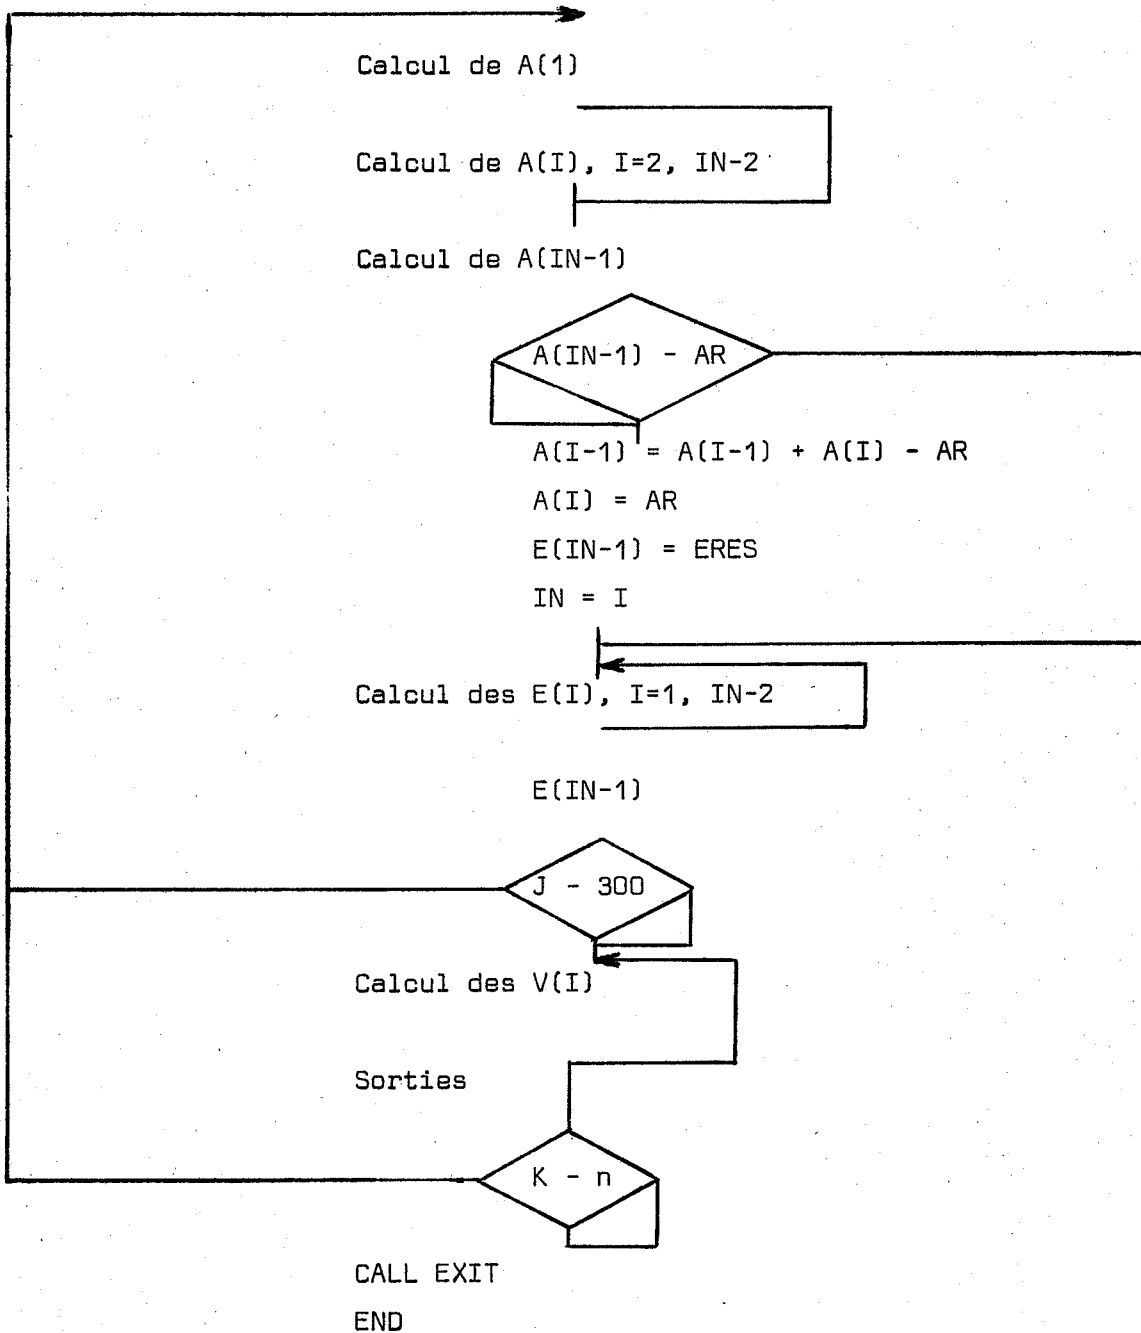 Calcul de A(1)
Calcul de A(I), I=2, IN-2
Calcul de A(IN-1)
A(IN-1) - AR
A(I-1) = A(I-1) + A(I) - AR
A(I) = AR
E(IN-1) = ERES
IN = I
Calcul des E(I), I=1, IN-2
E(IN-1)
J - 300
Calcul des V(I)
Sorties
K - n
CALL EXIT
END